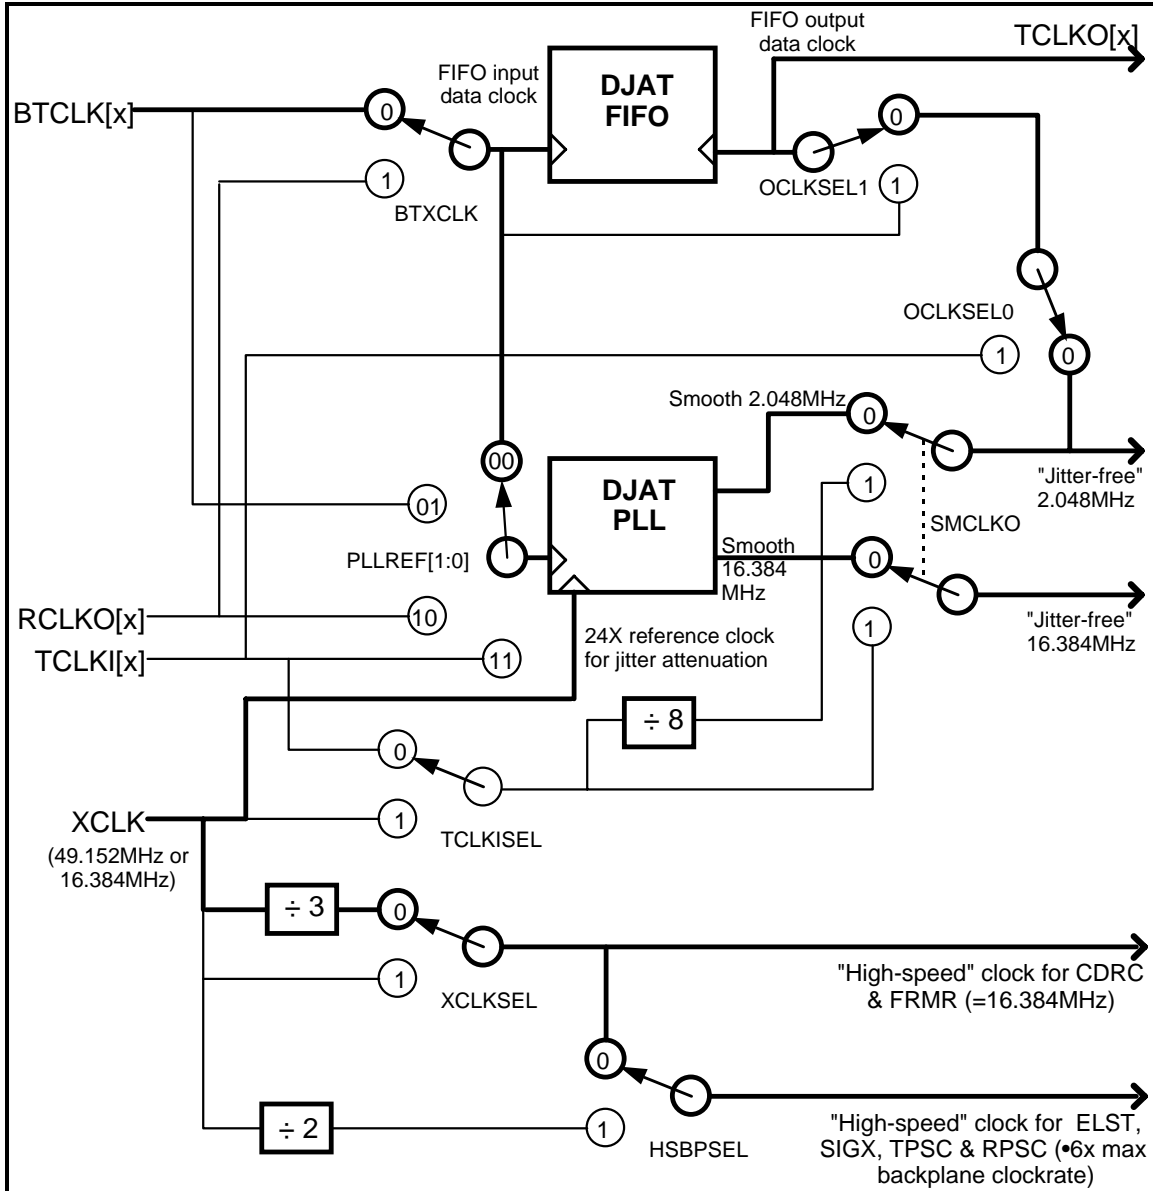 FIFO output
data clock
TCLKO[x]
FIFO input
data clock
DJAT
FIFO
BTCLK[x]
0
0
1
BTXCLK
OCLKSEL1
1
OCLKSEL0
1
0
Smooth 2.048MHz
0
00
"Jitter-free"
2.048MHz
01
DJAT
PLL
1
SMCLKO
PLLREF[1:0]
Smooth
16.384
MHz
0
RCLKO[x]
10
"Jitter-free"
16.384MHz
1
TCLKI[x]
11
24X reference clock
for jitter attenuation
÷ 8
0
XCLK
1
TCLKISEL
(49.152MHz or
16.384MHz)
÷ 3
0
1
XCLKSEL
"High-speed" clock for CDRC
& FRMR (=16.384MHz)
0
÷ 2
1
HSBPSEL
"High-speed" clock for ELST,
SIGX, TPSC & RPSC (•6x max
backplane clockrate)